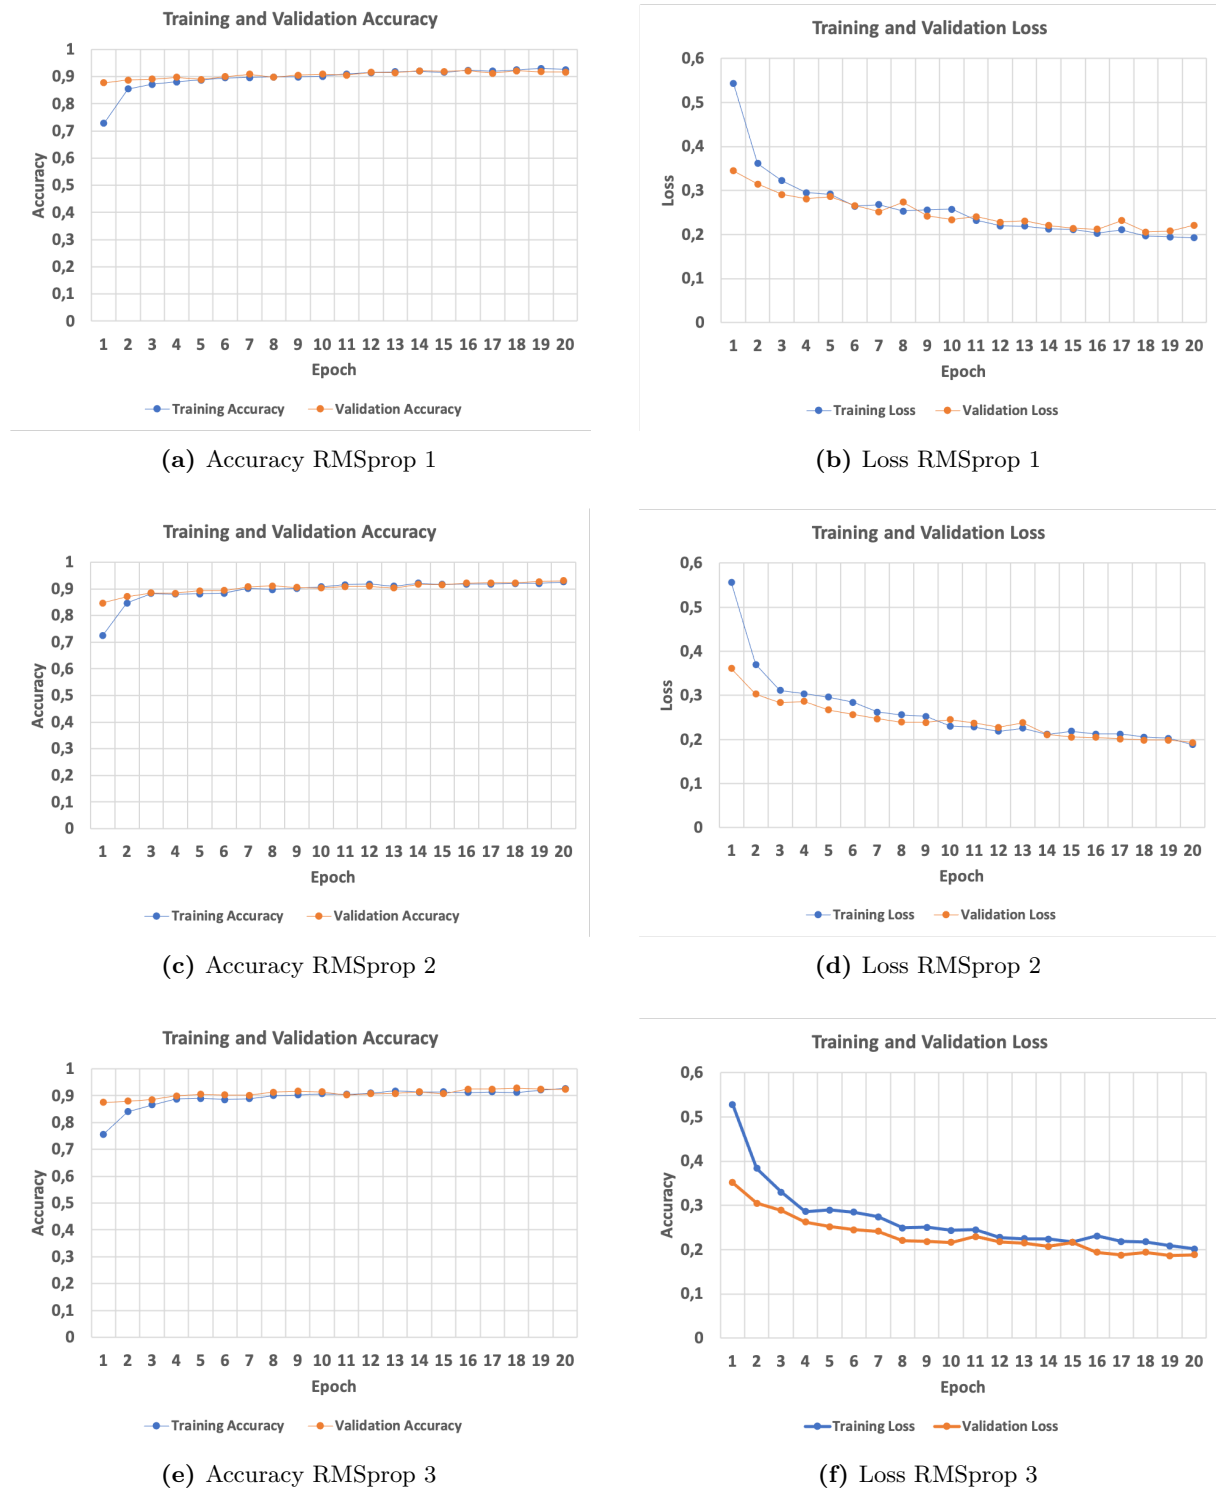 Training and Validation Accuracy
1
0,9
0,8
0,7
0,6
0,5
0,4
0,3
0,2
0,1
0
Accuracy
1 2 3 4 5 6 7 8 9 10 11 12 13 14 15 16 17 18 19 20
Epoch
Training Accuracy Validation Accuracy
(a) Accuracy RMSprop 1
Training and Validation Loss
0,6
0,5
0,4
0,3
0,2
0,1
0
Loss
1 2 3 4 5 6 7 8 9 10 11 12 13 14 15 16 17 18 19 20
Epoch
Training Loss Validation Loss
(b) Loss RMSprop 1
Training and Validation Accuracy
1
0,9
0,8
0,7
0,6
0,5
0,4
0,3
0,2
0,1
0
Accuracy
1 2 3 4 5 6 7 8 9 10 11 12 13 14 15 16 17 18 19 20
Epoch
Training Accuracy Validation Accuracy
(c) Accuracy RMSprop 2
Training and Validation Loss
0,6
0,5
0,4
0,3
0,2
0,1
0
Loss
1 2 3 4 5 6 7 8 9 10 11 12 13 14 15 16 17 18 19 20
Epoch
Training Loss Validation Loss
(d) Loss RMSprop 2
Training and Validation Accuracy
1
0,9
0,8
0,7
0,6
0,5
0,4
0,3
0,2
0,1
0
Accuracy
1 2 3 4 5 6 7 8 9 10 11 12 13 14 15 16 17 18 19 20
Epoch
Training Accuracy Validation Accuracy
(e) Accuracy RMSprop 3
Training and Validation Loss
0,6
0,5
0,4
0,3
0,2
0,1
0
Accuracy
1 2 3 4 5 6 7 8 9 10 11 12 13 14 15 16 17 18 19 20
Epoch
Training Loss Validation Loss
(f) Loss RMSprop 3